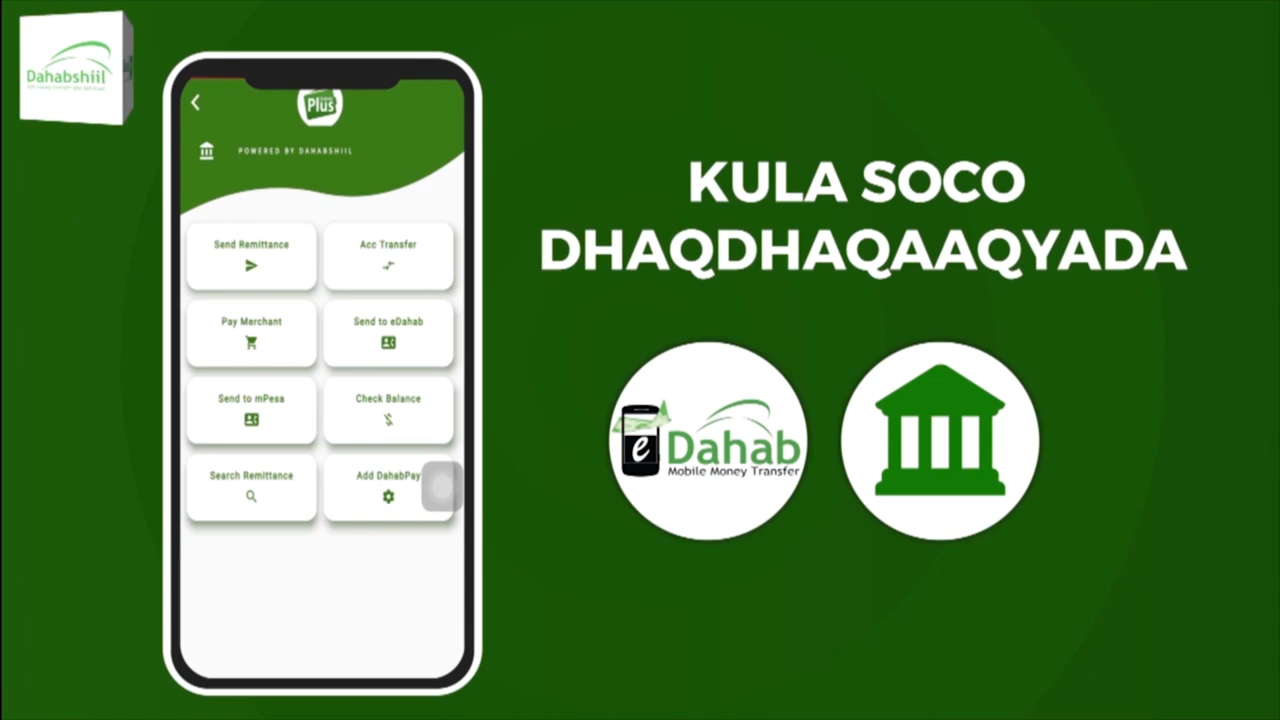 Dahabshiil
Plus
POWERED BY DAHABSHIIL
Send Remittance
Acc Transfer
Pay Merchant
Send to eDahab
Send to mPesa
Check Balance
Search Remittance
Add DahabPay
KULA SOCO
DHAQDHAQAAQYADA
e Dahab
Mobile Money Transfer